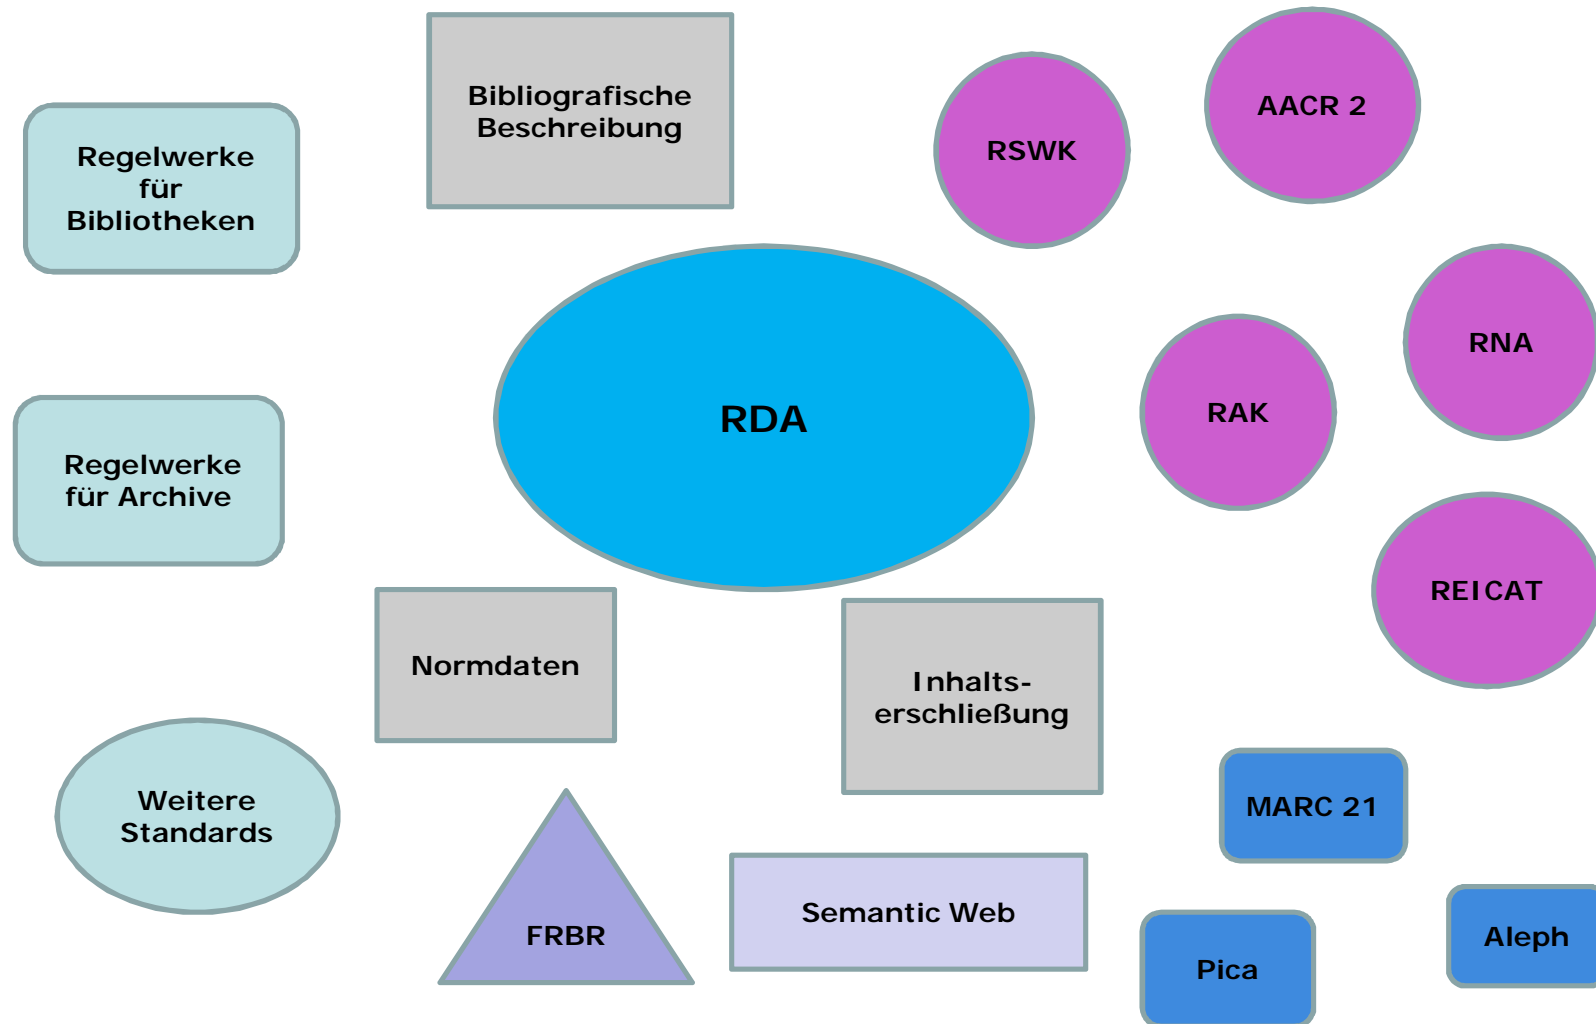 Bibliografische
Beschreibung
AACR 2
RSWK
Regelwerke
für
Bibliotheken
RDA
RNA
RAK
Regelwerke
für Archive
REICAT
Normdaten
Inhalts-
erschließung
Weitere
Standards
MARC 21
FRBR
Semantic Web
Aleph
Pica